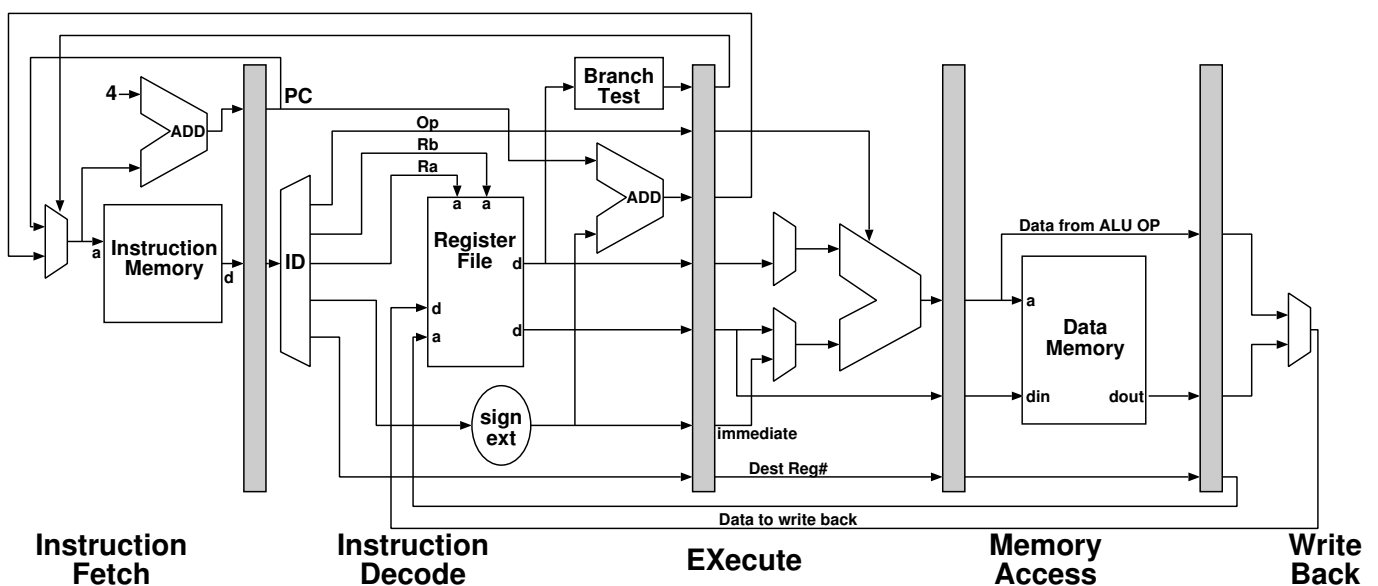 Branch
Test
4
PC
ADD
Op
Rb
Ra
ADD
a
a
Instruction
Memory
a
d
ID
Register
File
d
d
a
d
Data from ALU OP
a
Data
Memory
din
dout
sign
ext
immediate
Dest Reg#
Data to write back
Instruction
Fetch
Instruction
Decode
EXecute
Memory
Access
Write
Back